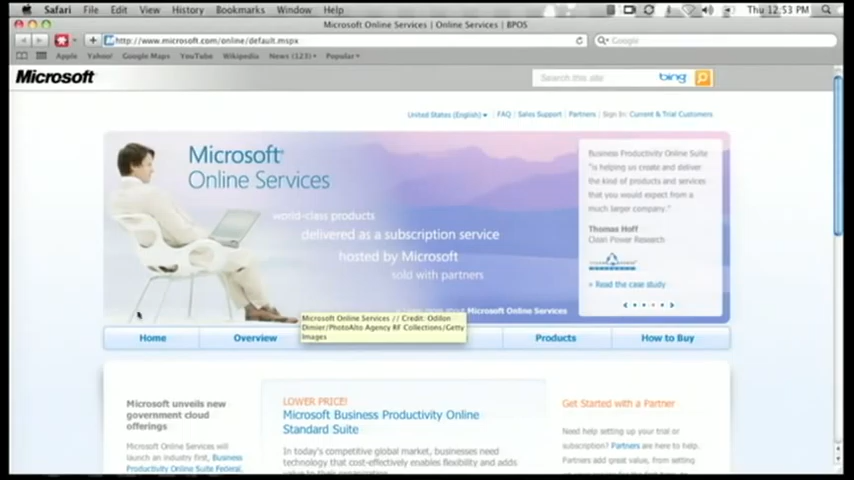 Safari File Edit View History Bookmarks Window Help Thu 12:53 PM
Microsoft Online Services | Online Services | BPOS
http://www.microsoft.com/online/default.mspx
Google
Apple Yahoo! Google Maps YouTube Wikipedia News (123) Popular
Microsoft
Search this site bing
United States (English) | FAQ | Sales Support | Partners | Sign In: Current & Trial Customers
Microsoft
Online Services
world-class products
delivered as a subscription service
hosted by Microsoft
sold with partners
more about Microsoft Online Services
Business Productivity Online Suite
"is helping us create and deliver
the kind of products and services
that you would expect from a
much larger company."
Thomas Hoff
Clean Power Research
» Read the case study
Microsoft Online Services // Credit: Odilon
Dimier/PhotoAlto Agency RF Collections/Getty
Images
Home Overview Products How to Buy
Microsoft unveils new
government cloud
offerings
Microsoft Online Services will
launch an industry first, Business
Productivity Online Suite Federal,
LOWER PRICE!
Microsoft Business Productivity Online
Standard Suite
In today's competitive global market, businesses need
technology that cost-effectively enables flexibility and adds
Get Started with a Partner
Need help setting up your trial or
subscription? Partners are here to help.
Partners add great value, from setting